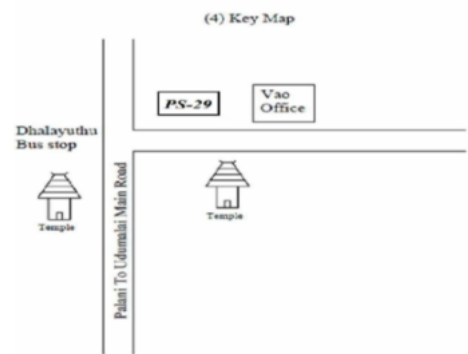 (4) Key Map
PS-29
Vao
Office
Dhalayuthu
Bus stop
Temple
Temple
Palani To Udumalai Main Road